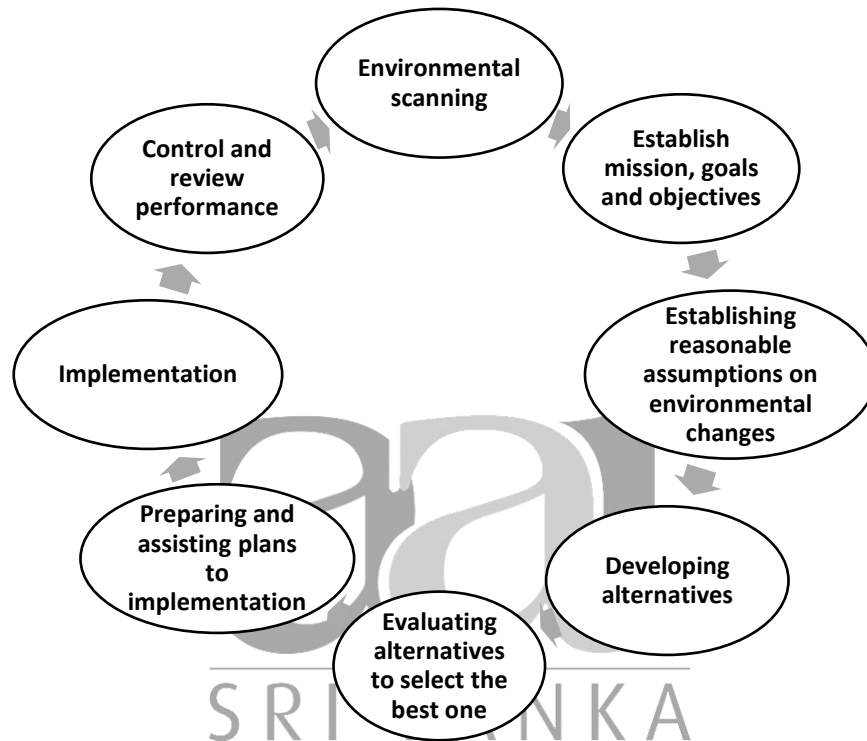 Environmental
scanning
Establish
mission, goals
and objectives
Establishing
reasonable
assumptions on
environmental
changes
Developing
alternatives
Evaluating
alternatives
to select the
best one
Preparing and
assisting plans
to
implementation
Implementation
Control and
review
performance
aat
SRI LANKA